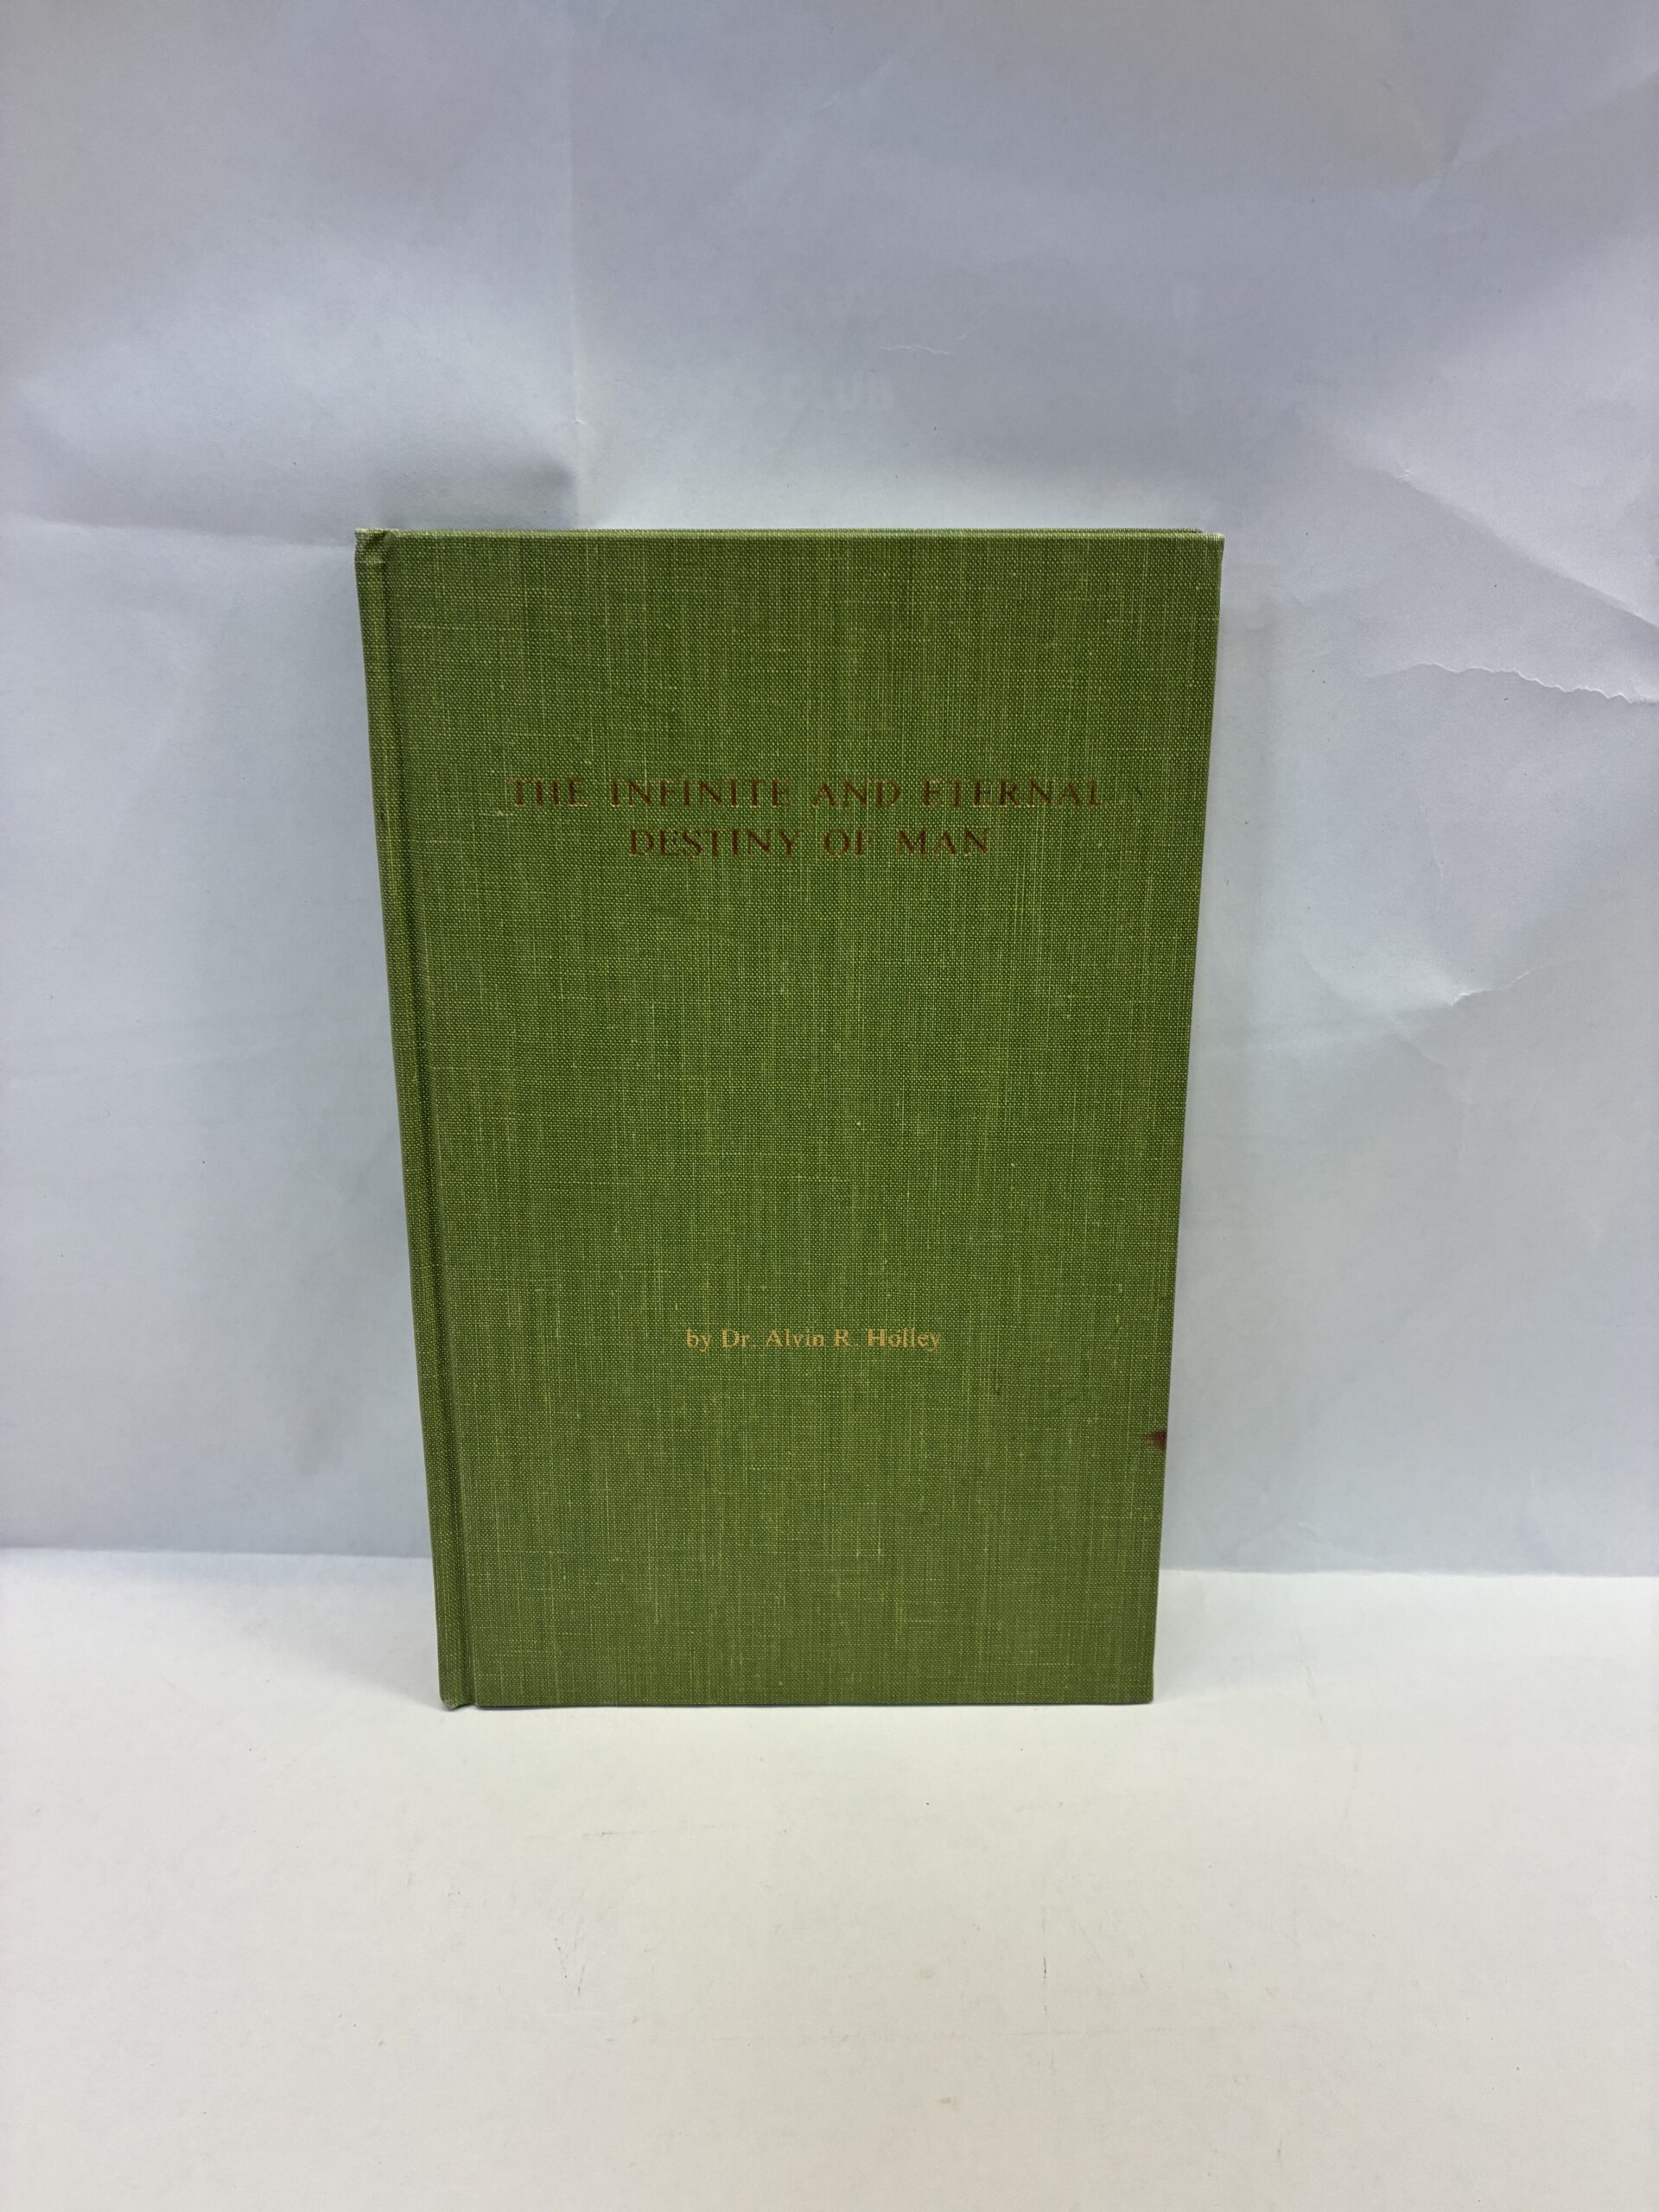 THE INFINITE AND ETERNAL
DESTINY OF MAN
by Dr. Alvin R. Holley